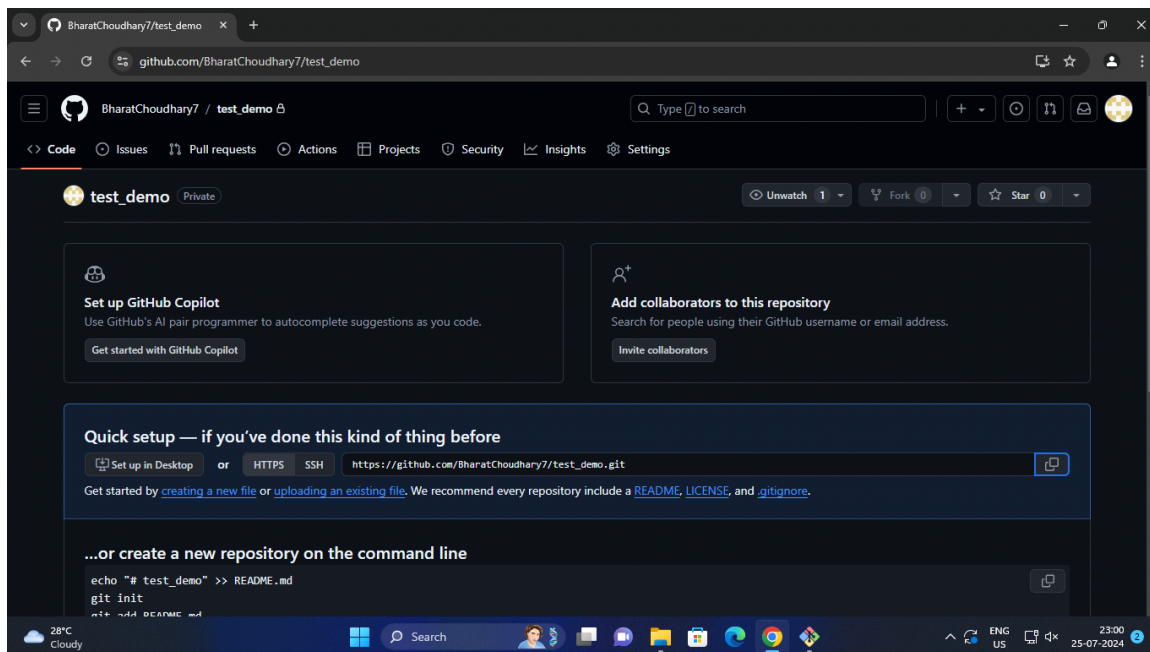 BharatChoudhary7/test_demo
github.com/BharatChoudhary7/test_demo
BharatChoudhary7 / test_demo
Type / to search
Code Issues Pull requests Actions Projects Security Insights Settings
test_demo Private
Unwatch 1 Fork 0 Star 0
Set up GitHub Copilot
Use GitHub's AI pair programmer to autocomplete suggestions as you code.
Get started with GitHub Copilot
Add collaborators to this repository
Search for people using their GitHub username or email address.
Invite collaborators
Quick setup — if you've done this kind of thing before
Set up in Desktop or HTTPS SSH https://github.com/BharatChoudhary7/test_demo.git
Get started by creating a new file or uploading an existing file. We recommend every repository include a README, LICENSE, and .gitignore.
...or create a new repository on the command line
echo "# test_demo" >> README.md
git init
git add README.md
28°C
Cloudy
Search
ENG
US
23:00
25-07-2024
2